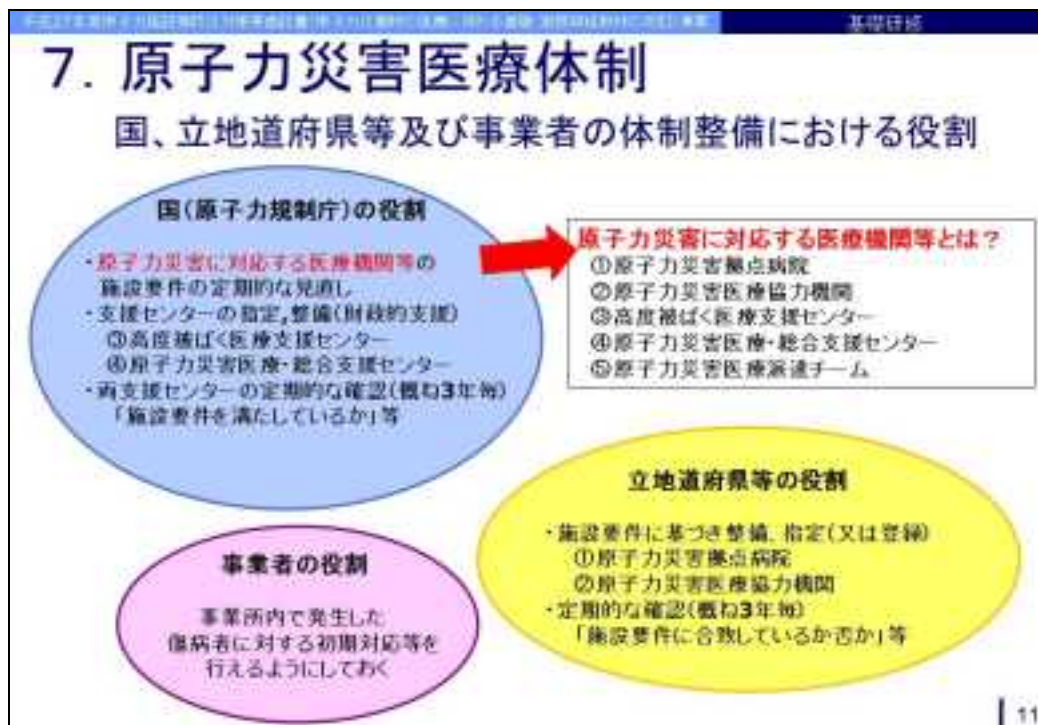 基礎研修
7. 原子力災害医療体制
国、立地道府県等及び事業者の体制整備における役割
国(原子力規制庁)の役割
・原子力災害に対応する医療機関等の
施設要件の定期的な見直し
・支援センターの指定,整備(財政的支援)
③高度被ばく医療支援センター
④原子力災害医療・総合支援センター
・両支援センターの定期的な確認(概ね3年毎)
「施設要件を満たしているか」等
原子力災害に対応する医療機関等とは？
①原子力災害拠点病院
②原子力災害医療協力機関
③高度被ばく医療支援センター
④原子力災害医療・総合支援センター
⑤原子力災害医療派遣チーム
立地道府県等の役割
・施設要件に基づき整備、指定(又は登録)
①原子力災害拠点病院
②原子力災害医療協力機関
・定期的な確認(概ね3年毎)
「施設要件に合致しているか否か」等
事業者の役割
事業所内で発生した
傷病者に対する初期対応等を
行えるようにしておく
11